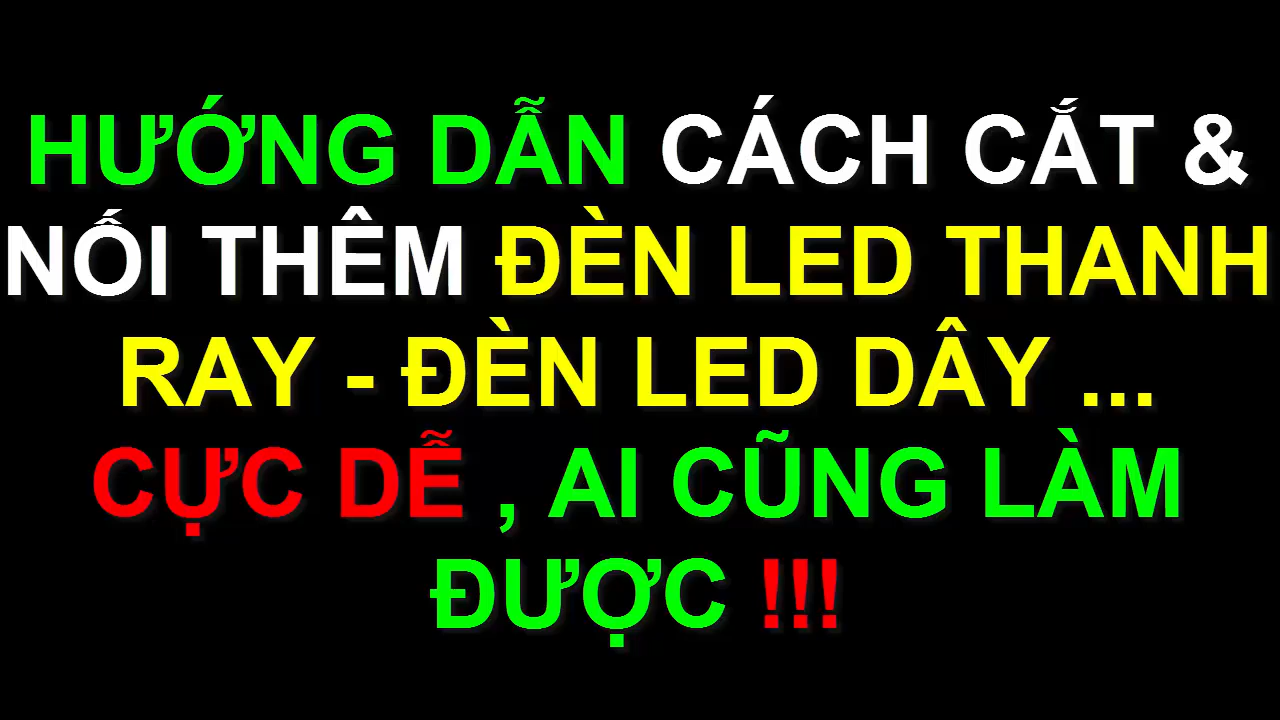 HƯỚNG DẪN CÁCH CẮT &
NỐI THÊM ĐÈN LED THANH
RAY - ĐÈN LED DÂY ...
CỰC DỄ , AI CŨNG LÀM
ĐƯỢC !!!